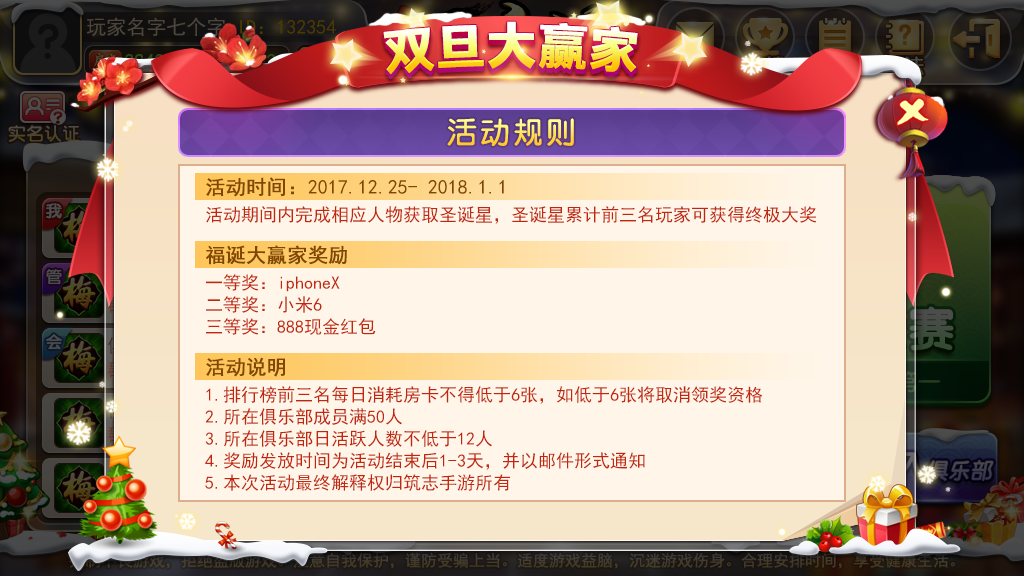 玩家名字七个字 ID: 132354
双旦大赢家
实名认证
活动规则
活动时间：2017.12.25- 2018.1.1
活动期间内完成相应人物获取圣诞星，圣诞星累计前三名玩家可获得终极大奖
福诞大赢家奖励
一等奖：iphoneX
二等奖：小米6
三等奖：888现金红包
活动说明
1.排行榜前三名每日消耗房卡不得低于6张，如低于6张将取消领奖资格
2.所在俱乐部成员满50人
3.所在俱乐部日活跃人数不低于12人
4.奖励发放时间为活动结束后1-3天，并以邮件形式通知
5.本次活动最终解释权归筑志手游所有
我
梅
管
梅
会
梅
梅
梅
赛
俱乐部
自我保护，谨防受骗上当。适度游戏益脑，沉迷游戏伤身。合理安排时间，享受健康生活。